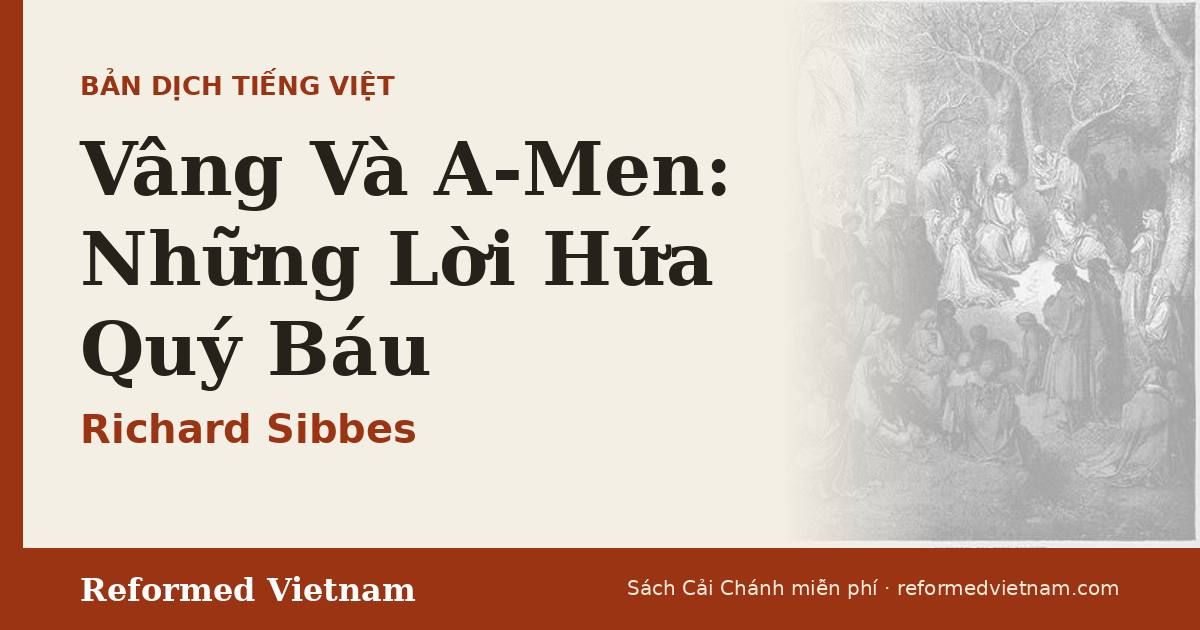 BẢN DỊCH TIẾNG VIỆT
Vâng Và A-Men:
Những Lời Hứa
Quý Báu
Richard Sibbes
Reformed Vietnam
Sách Cải Chánh miễn phí · reformedvietnam.com